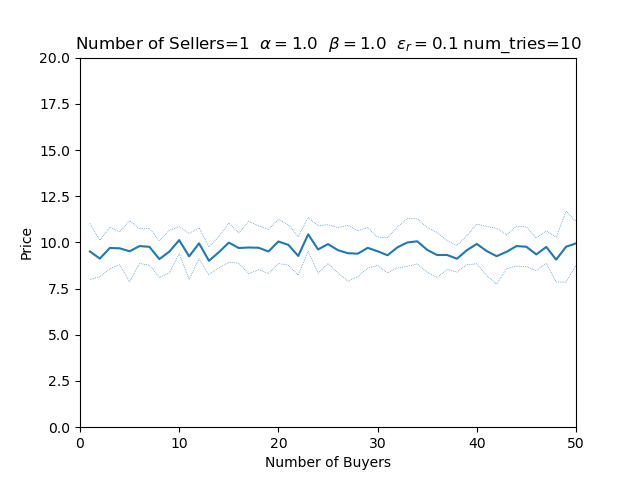 Number of Sellers=1 α = 1.0 β = 1.0 εᵣ = 0.1 num_tries=10
20.0
17.5
15.0
12.5
10.0
7.5
5.0
2.5
0.0
Price
0 10 20 30 40 50
Number of Buyers